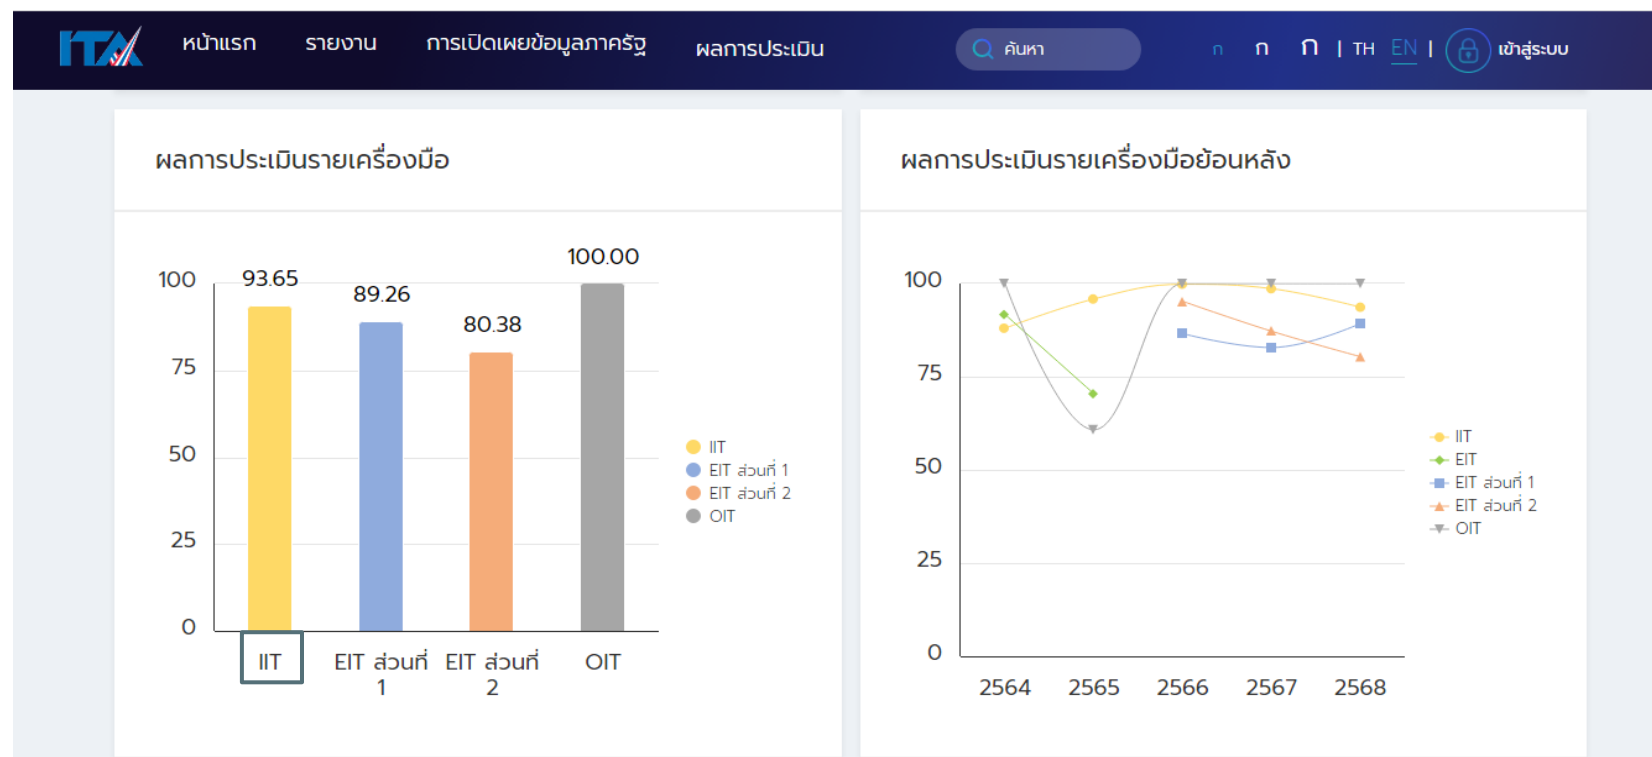 ITA หน้าแรก รายงาน การเปิดเผยข้อมูลภาครัฐ ผลการประเมิน ค้นหา ก ก ก | TH EN | เข้าสู่ระบบ
ผลการประเมินรายเครื่องมือ
100.00
93.65
89.26
80.38
100
75
50
25
0
IIT
EIT ส่วนที่ 1
EIT ส่วนที่ 2
OIT
IIT
EIT ส่วนที่
1
EIT ส่วนที่
2
OIT
ผลการประเมินรายเครื่องมือย้อนหลัง
100
75
50
25
0
IIT
EIT
EIT ส่วนที่ 1
EIT ส่วนที่ 2
OIT
2564 2565 2566 2567 2568